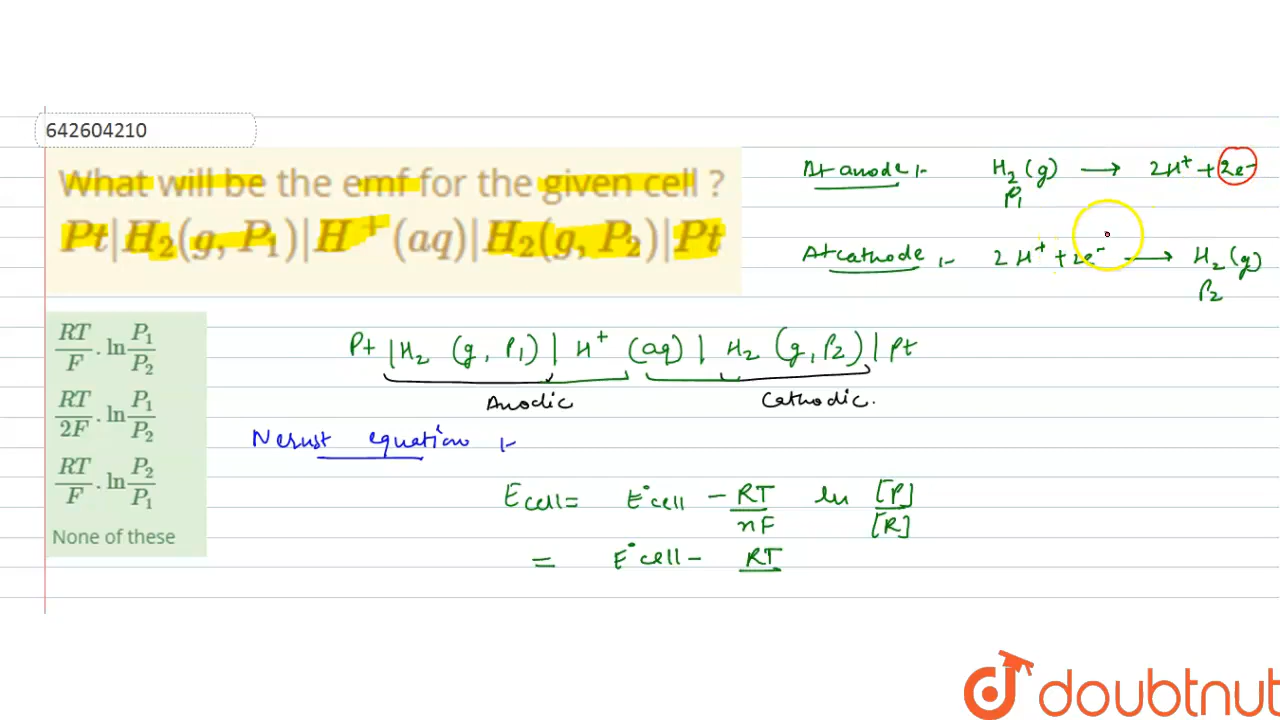 642604210
What will be the emf for the given cell ?
Pt|H₂(g, P₁)|H⁺(aq)|H₂(g, P₂)|Pt
At anode :- H₂(g) → 2H⁺ + 2e⁻
P₁
At cathode :- 2H⁺ + 2e⁻ → H₂(g)
P₂
RT/F . ln P₁/P₂
RT/2F . ln P₁/P₂
RT/F . ln P₂/P₁
None of these
Pt |H₂ (g, P₁) | H⁺ (aq) | H₂ (g, P₂) | Pt
Anodic Cathodic.
Nernst equation :-
Ecell = E°cell - RT/nF ln [P]/[R]
= E°cell - RT
doubtnut